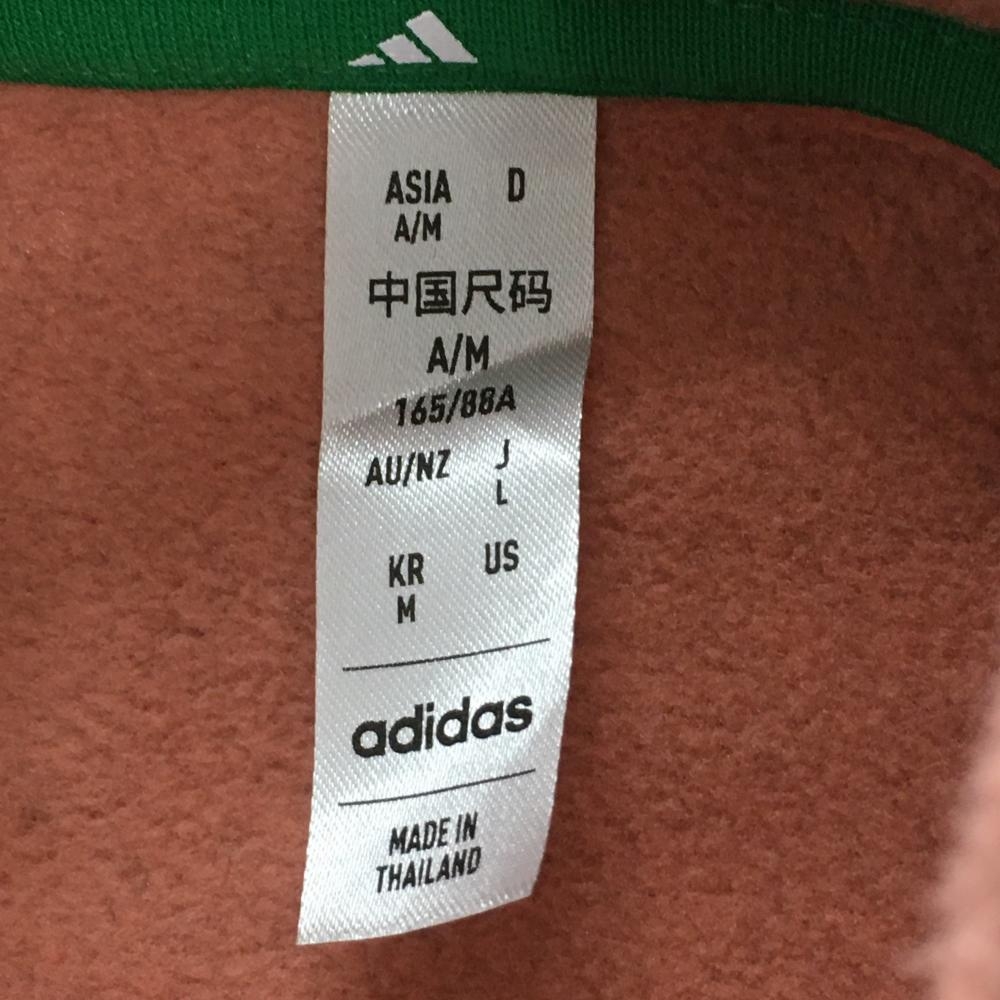 ASIA D
A/M
中国尺码
A/M
165/88A
AU/NZ J
L
KR US
M
adidas
MADE IN
THAILAND